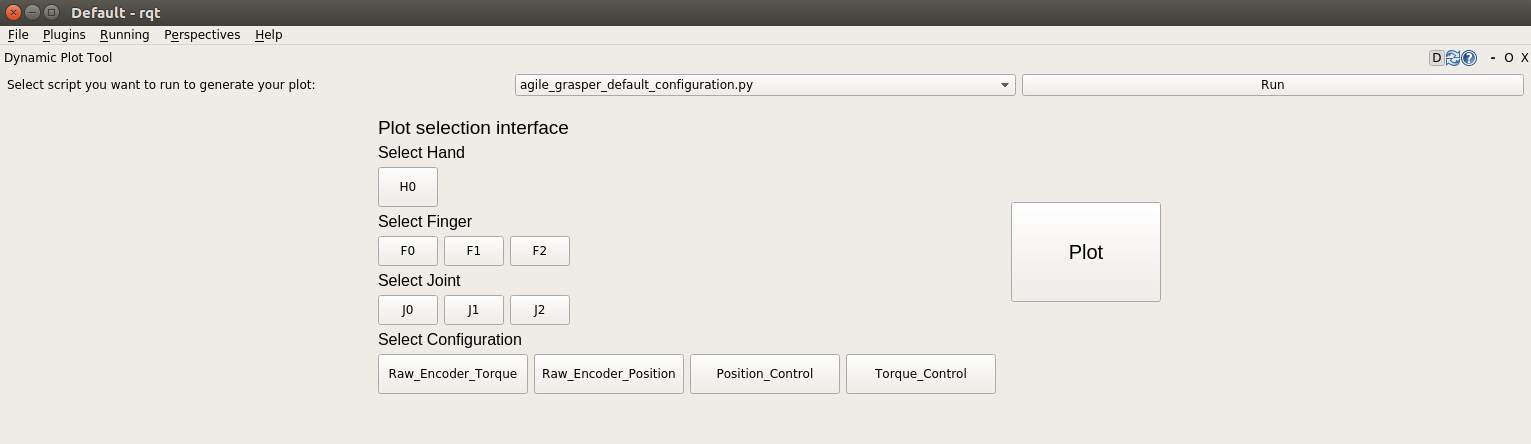 Default - rqt
File Plugins Running Perspectives Help
Dynamic Plot Tool D ? - O X
Select script you want to run to generate your plot: agile_grasper_default_configuration.py Run
Plot selection interface
Select Hand
H0
Select Finger
F0 F1 F2
Plot
Select Joint
J0 J1 J2
Select Configuration
Raw_Encoder_Torque Raw_Encoder_Position Position_Control Torque_Control